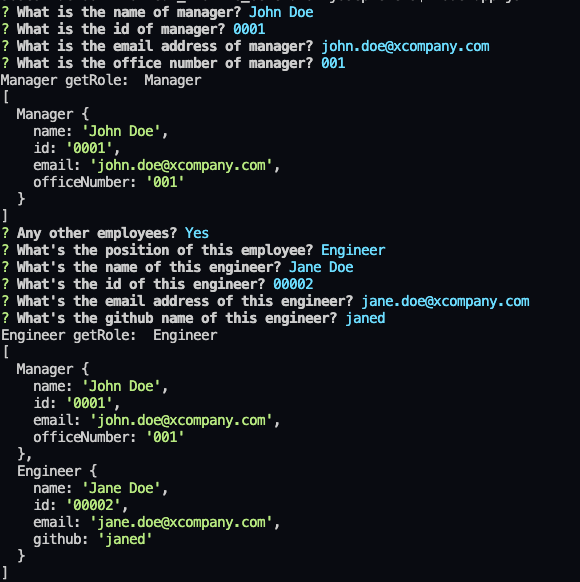 ? What is the name of manager? John Doe
? What is the id of manager? 0001
? What is the email address of manager? john.doe@xcompany.com
? What is the office number of manager? 001
Manager getRole:  Manager
[
  Manager {
    name: 'John Doe',
    id: '0001',
    email: 'john.doe@xcompany.com',
    officeNumber: '001'
  }
]
? Any other employees? Yes
? What's the position of this employee? Engineer
? What's the name of this engineer? Jane Doe
? What's the id of this engineer? 00002
? What's the email address of this engineer? jane.doe@xcompany.com
? What's the github name of this engineer? janed
Engineer getRole:  Engineer
[
  Manager {
    name: 'John Doe',
    id: '0001',
    email: 'john.doe@xcompany.com',
    officeNumber: '001'
  },
  Engineer {
    name: 'Jane Doe',
    id: '00002',
    email: 'jane.doe@xcompany.com',
    github: 'janed'
  }
]